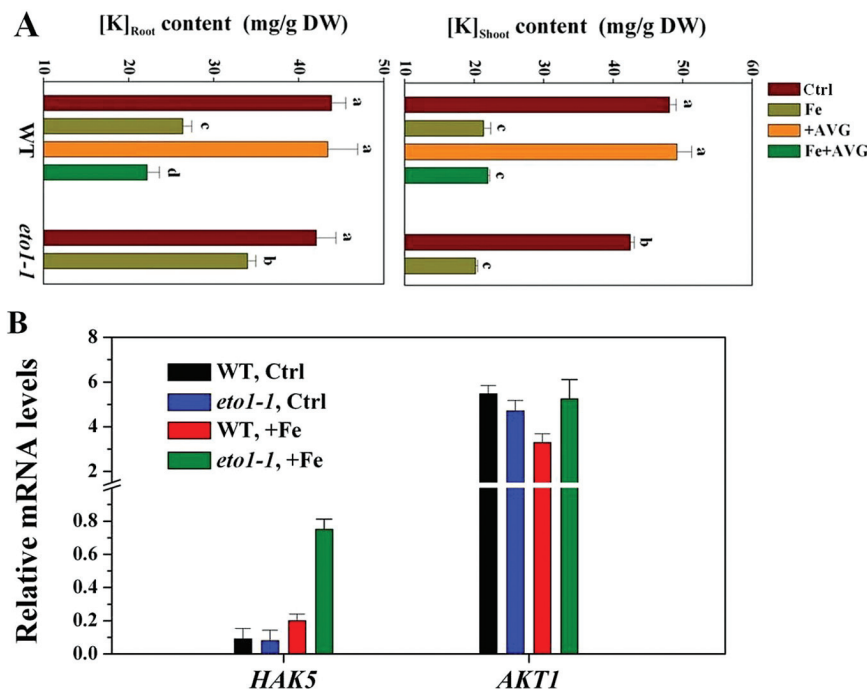 A
[K]Root content (mg/g DW)
[K]Shoot content (mg/g DW)
10 20 30 40 50
10 20 30 40 50 60
Ctrl
Fe
+AVG
Fe+AVG
WT
a
c
a
d
a
c
a
c
eto1-1
a
b
b
c
B
Relative mRNA levels
8
6
4
2
0.8
0.6
0.4
0.2
0.0
WT, Ctrl
eto1-1, Ctrl
WT, +Fe
eto1-1, +Fe
HAK5 AKT1